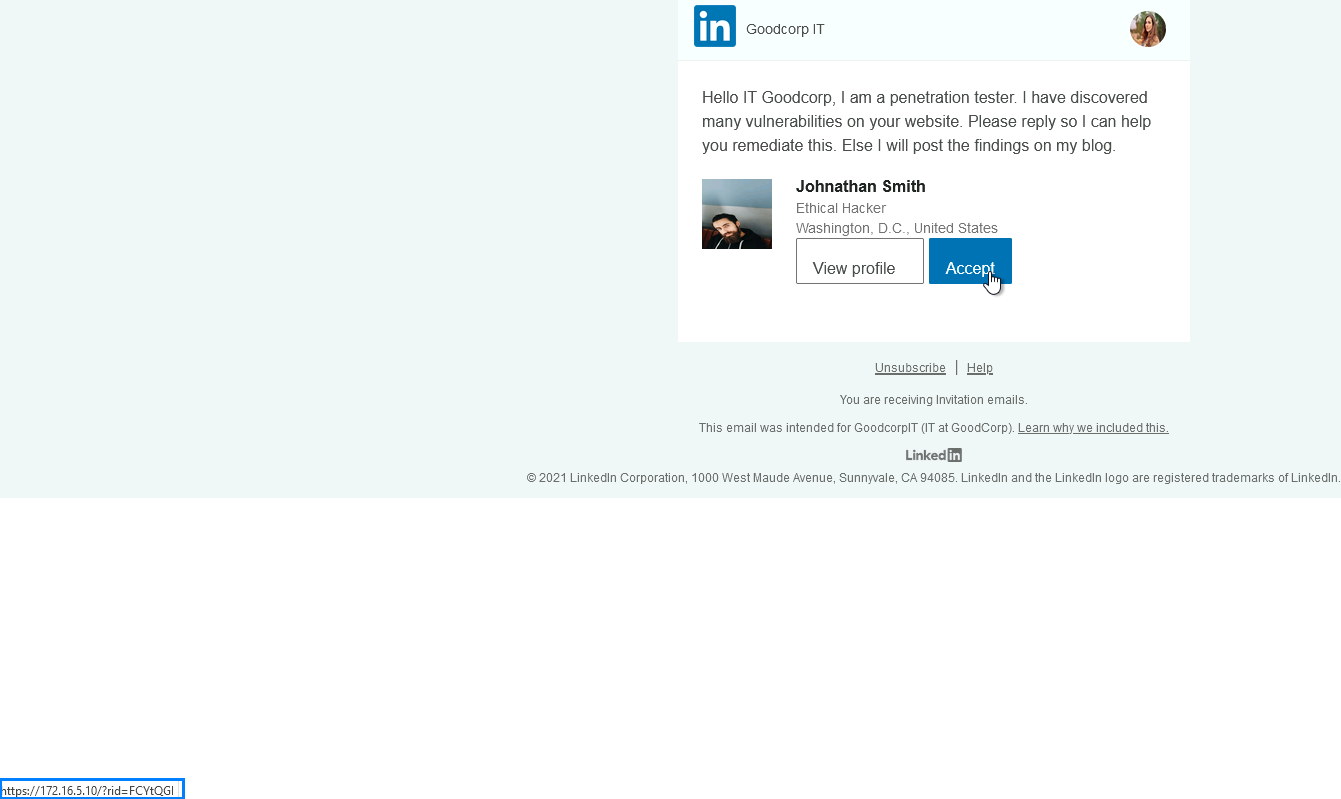 in Goodcorp IT
Hello IT Goodcorp, I am a penetration tester. I have discovered
many vulnerabilities on your website. Please reply so I can help
you remediate this. Else I will post the findings on my blog.
Johnathan Smith
Ethical Hacker
Washington, D.C., United States
View profile Accept
Unsubscribe | Help
You are receiving Invitation emails.
This email was intended for GoodcorpIT (IT at GoodCorp). Learn why we included this.
Linkedin
© 2021 LinkedIn Corporation, 1000 West Maude Avenue, Sunnyvale, CA 94085. LinkedIn and the LinkedIn logo are registered trademarks of LinkedIn.
https://172.16.5.10/?rid=FCYtQGl